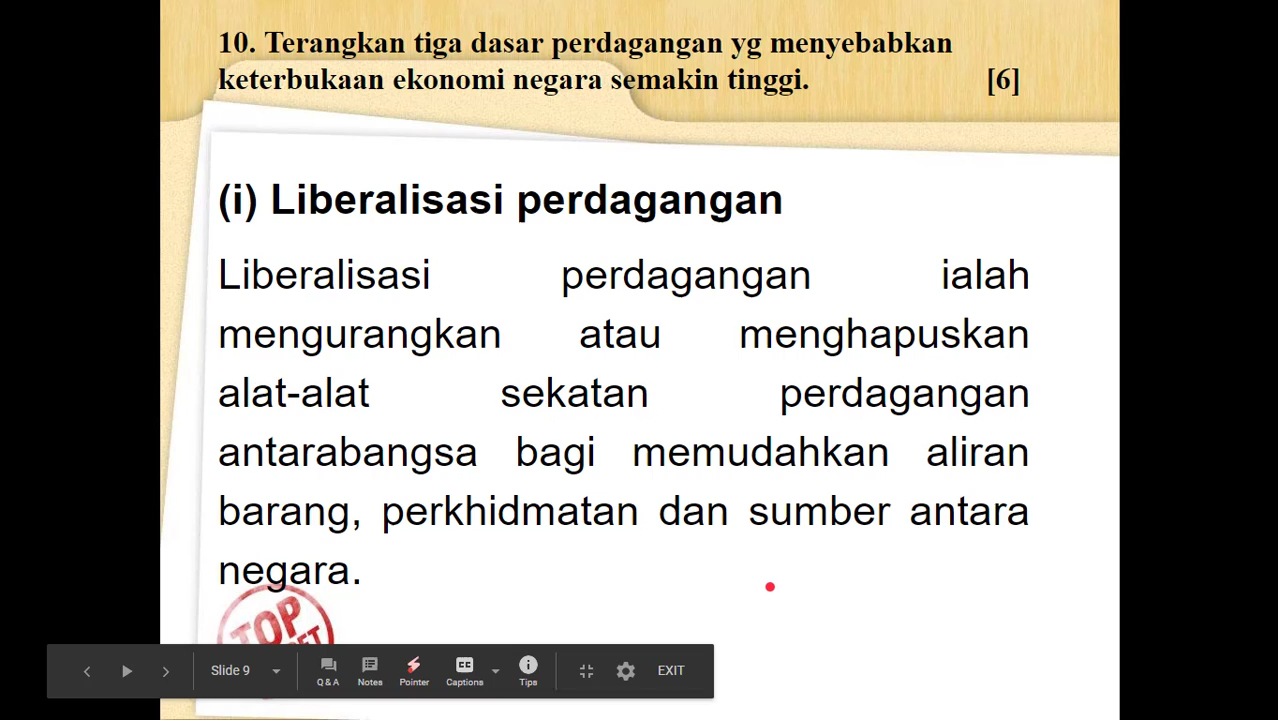 10. Terangkan tiga dasar perdagangan yg menyebabkan
keterbukaan ekonomi negara semakin tinggi. [6]
(i) Liberalisasi perdagangan
Liberalisasi perdagangan ialah
mengurangkan atau menghapuskan
alat-alat sekatan perdagangan
antarabangsa bagi memudahkan aliran
barang, perkhidmatan dan sumber antara
negara.
TOP
Slide 9
Q & A
Notes
Pointer
CC
Captions
Tips
EXIT